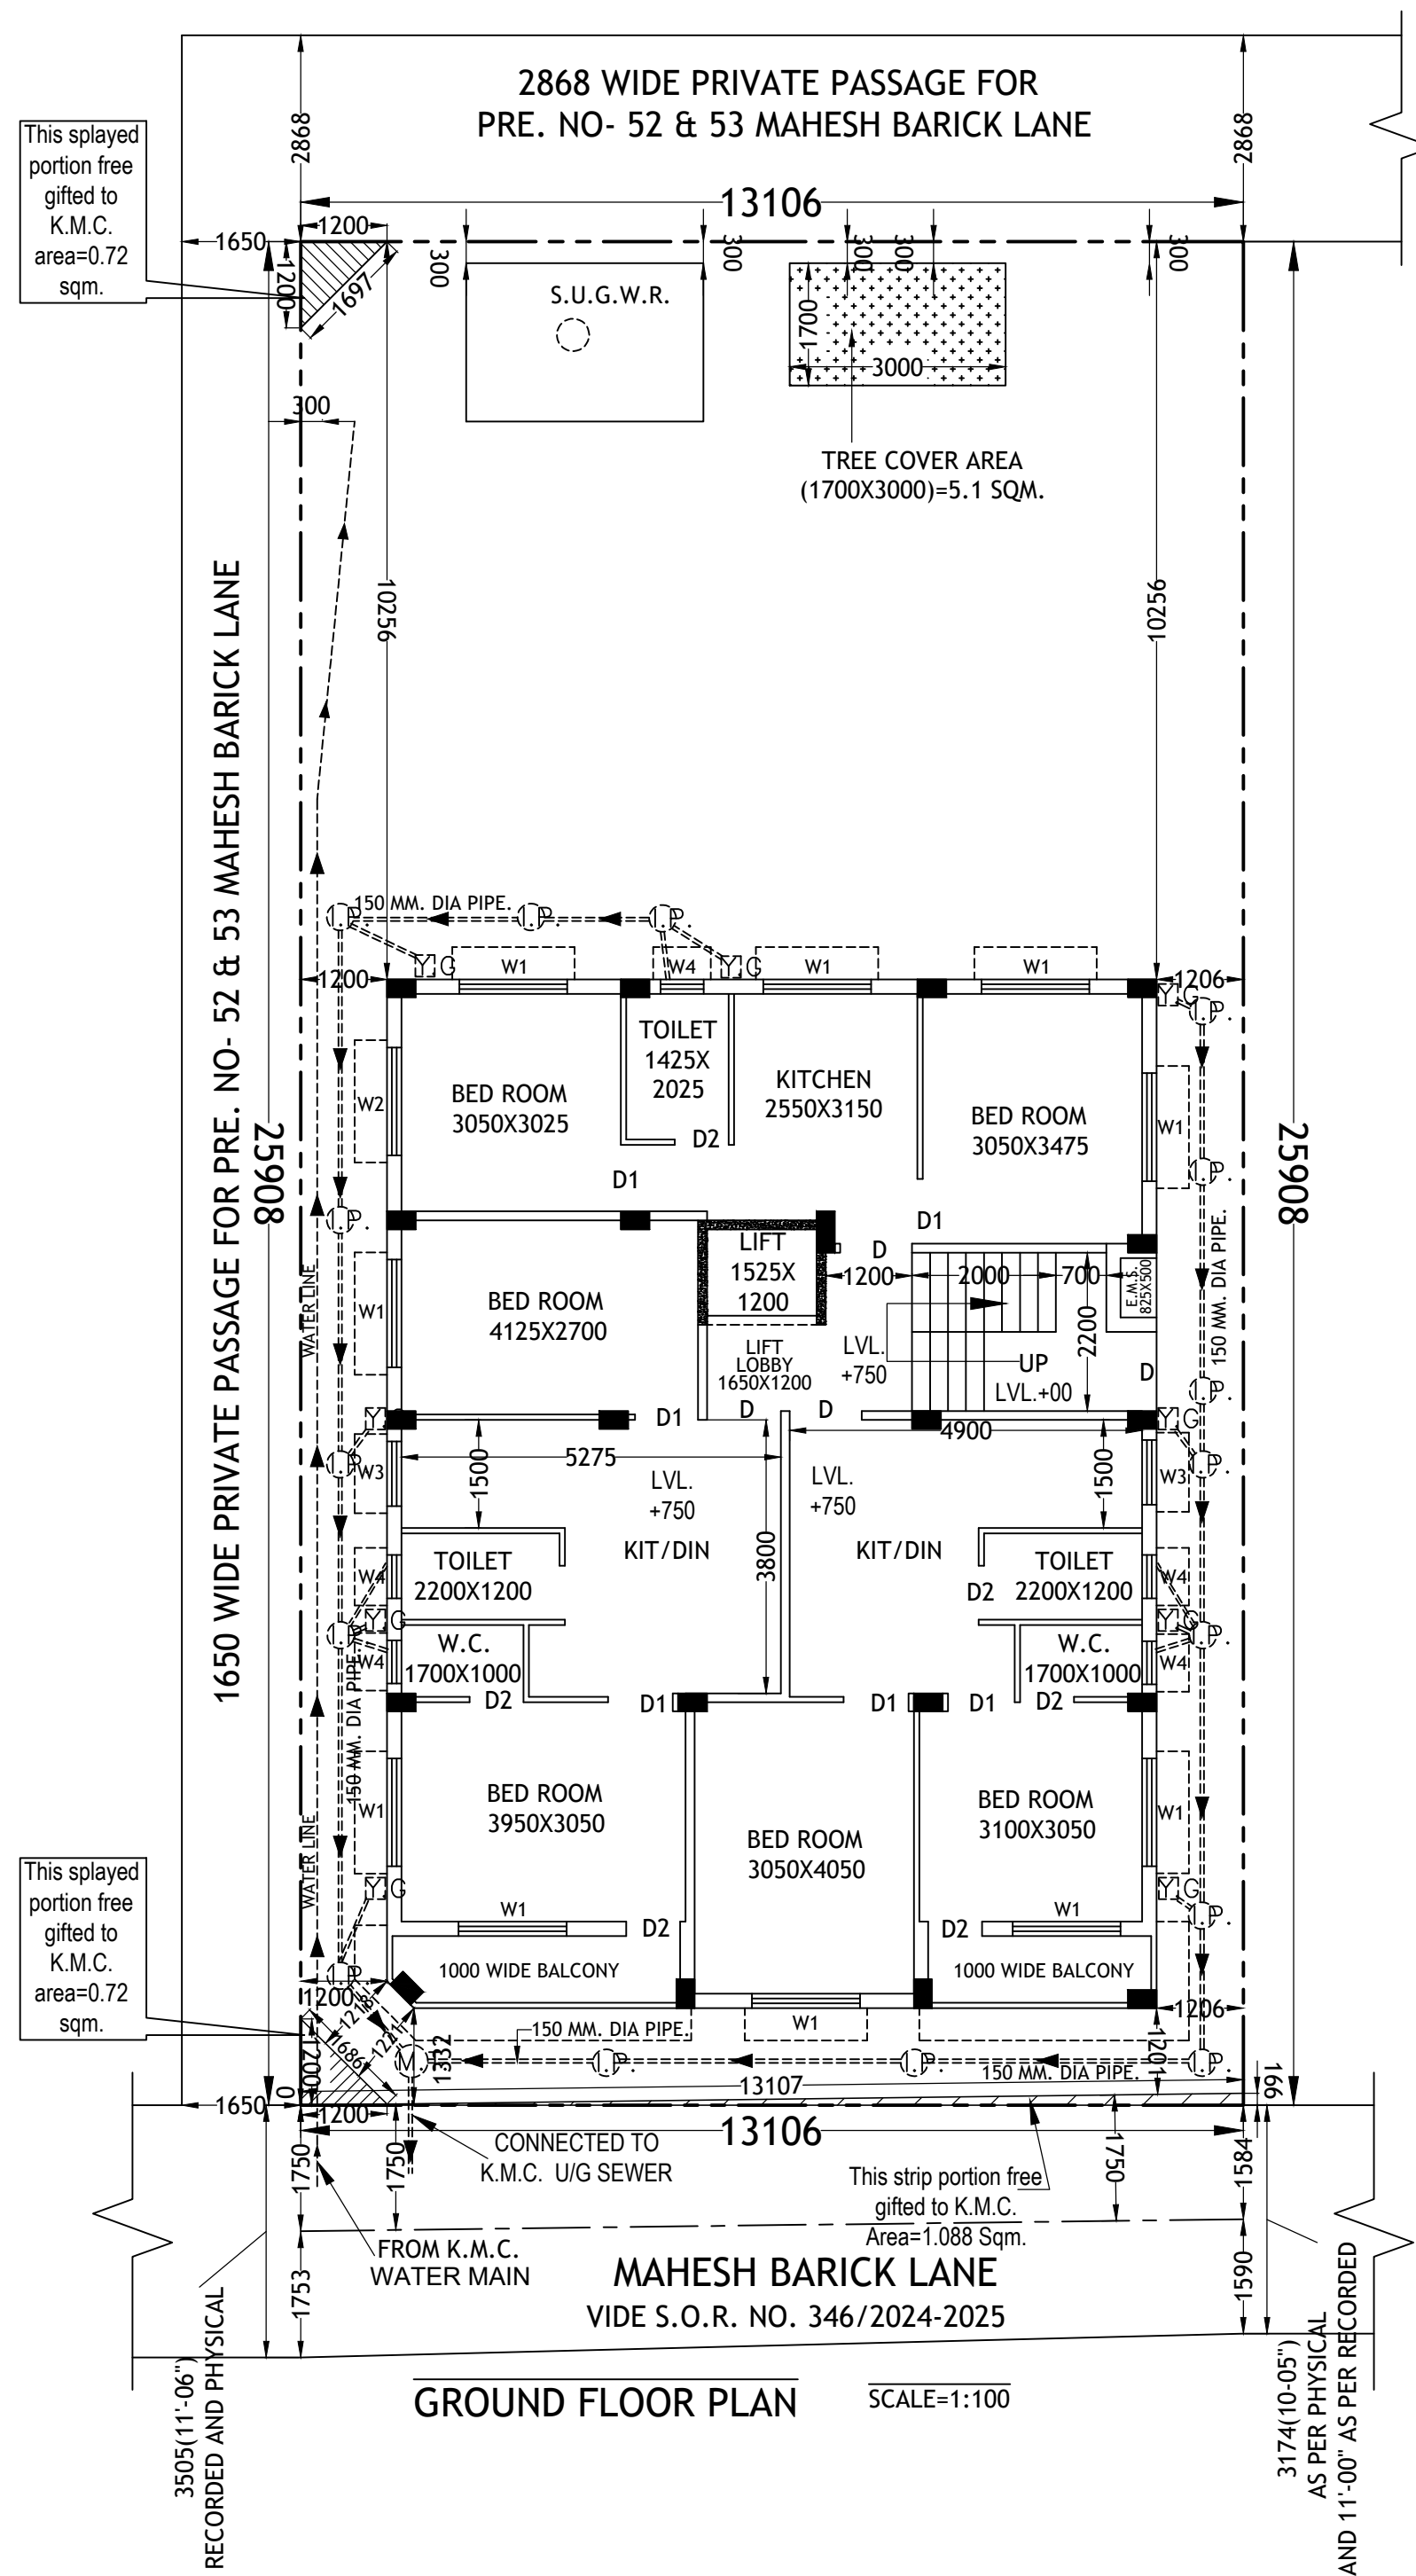 2868 WIDE PRIVATE PASSAGE FOR
PRE. NO- 52 & 53 MAHESH BARICK LANE
2868
2868
This splayed
portion free
gifted to
K.M.C.
area=0.72
sqm.
13106
1200
1650
1200
1697
300
300
300
300
300
S.U.G.W.R.
1700
3000
300
TREE COVER AREA
(1700X3000)=5.1 SQM.
10256
10256
1650 WIDE PRIVATE PASSAGE FOR PRE. NO- 52 & 53 MAHESH BARICK LANE
25908
25908
150 MM. DIA PIPE.
I.P.
I.P.
I.P.
Y.G
W1
W4
Y.G
W1
W1
1200
1206
Y.G
I.P.
TOILET
1425X
2025
BED ROOM
3050X3025
KITCHEN
2550X3150
BED ROOM
3050X3475
W2
W1
D2
D1
I.P.
I.P.
D1
D
LIFT
1525X
1200
1200
2000
700
E.M.S.
825X500
150 MM. DIA PIPE.
WATER LINE
W1
BED ROOM
4125X2700
2200
LIFT
LOBBY
1650X1200
LVL.
+750
UP
LVL.+00
D
I.P.
Y.G
D1
D
D
Y.G
4900
5275
1500
1500
I.P.
W3
W3
I.P.
LVL.
+750
LVL.
+750
KIT/DIN
KIT/DIN
3800
TOILET
2200X1200
TOILET
2200X1200
W4
W4
D2
Y.G
Y.G
I.P.
I.P.
W.C.
1700X1000
W.C.
1700X1000
W4
W4
D2
D1
D1
D1
D2
150 MM. DIA PIPE.
BED ROOM
3950X3050
BED ROOM
3100X3050
BED ROOM
3050X4050
W1
W1
WATER LINE
Y.G
Y.G
W1
W1
D2
D2
I.P.
This splayed
portion free
gifted to
K.M.C.
area=0.72
sqm.
1000 WIDE BALCONY
1000 WIDE BALCONY
I.P.
1200
1218
1221
1686
1200
1332
1206
1201
W1
150 MM. DIA PIPE.
M.
I.P.
I.P.
I.P.
150 MM. DIA PIPE.
13107
166
0
1650
1200
13106
1750
1750
1750
1584
CONNECTED TO
K.M.C. U/G SEWER
This strip portion free
gifted to K.M.C.
Area=1.088 Sqm.
FROM K.M.C.
WATER MAIN
1753
1590
MAHESH BARICK LANE
VIDE S.O.R. NO. 346/2024-2025
3505(11'-06")
RECORDED AND PHYSICAL
3174(10-05")
AS PER PHYSICAL
AND 11'-00" AS PER RECORDED
GROUND FLOOR PLAN
SCALE=1:100